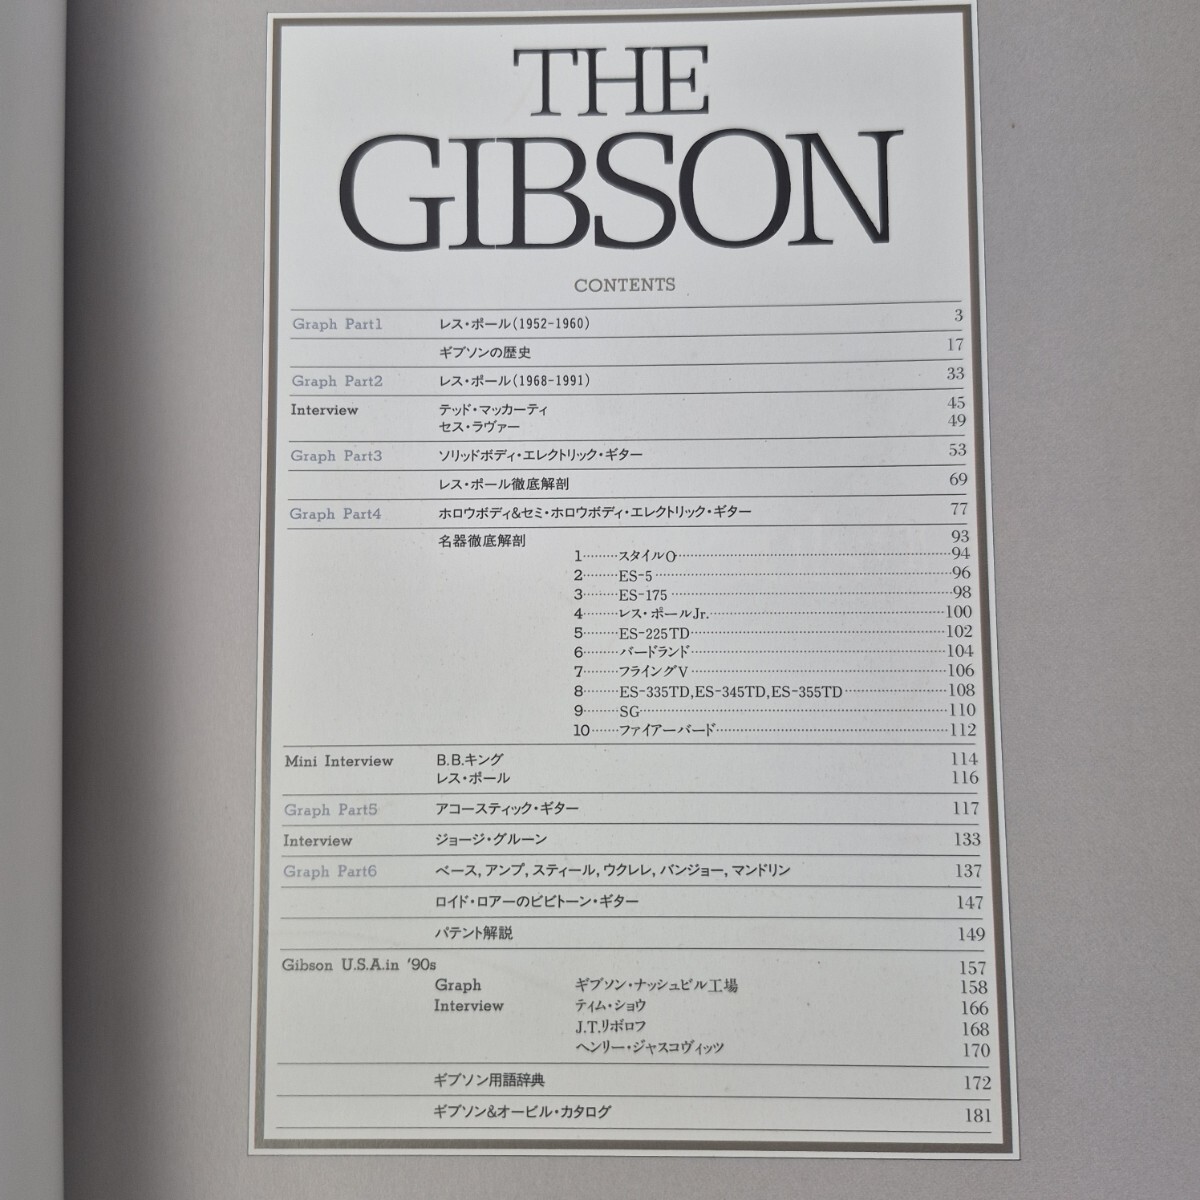 THE
GIBSON
CONTENTS
Graph Part1 レス・ポール(1952-1960) 3
ギブソンの歴史 17
Graph Part2 レス・ポール(1968-1991) 33
Interview テッド・マッカーティ 45
セス・ラヴァー 49
Graph Part3 ソリッドボディ・エレクトリック・ギター 53
レス・ポール徹底解剖 69
Graph Part4 ホロウボディ&セミ・ホロウボディ・エレクトリック・ギター 77
名器徹底解剖 93
1………スタイルO…………94
2………ES-5…………96
3………ES-175…………98
4………レス・ポールJr.…………100
5………ES-225TD…………102
6………バードランド…………104
7………フライングV…………106
8………ES-335TD,ES-345TD,ES-355TD…………108
9………SG…………110
10………ファイアーバード…………112
Mini Interview B.B.キング 114
レス・ポール 116
Graph Part5 アコースティック・ギター 117
Interview ジョージ・グルーン 133
Graph Part6 ベース,アンプ,スティール,ウクレレ,バンジョー,マンドリン 137
ロイド・ロアーのビビトーン・ギター 147
パテント解説 149
Gibson U.S.A.in '90s 157
Graph ギブソン・ナッシュビル工場 158
Interview ティム・ショウ 166
J.T.リボロフ 168
ヘンリー・ジャスコヴィッツ 170
ギブソン用語辞典 172
ギブソン&オービル・カタログ 181